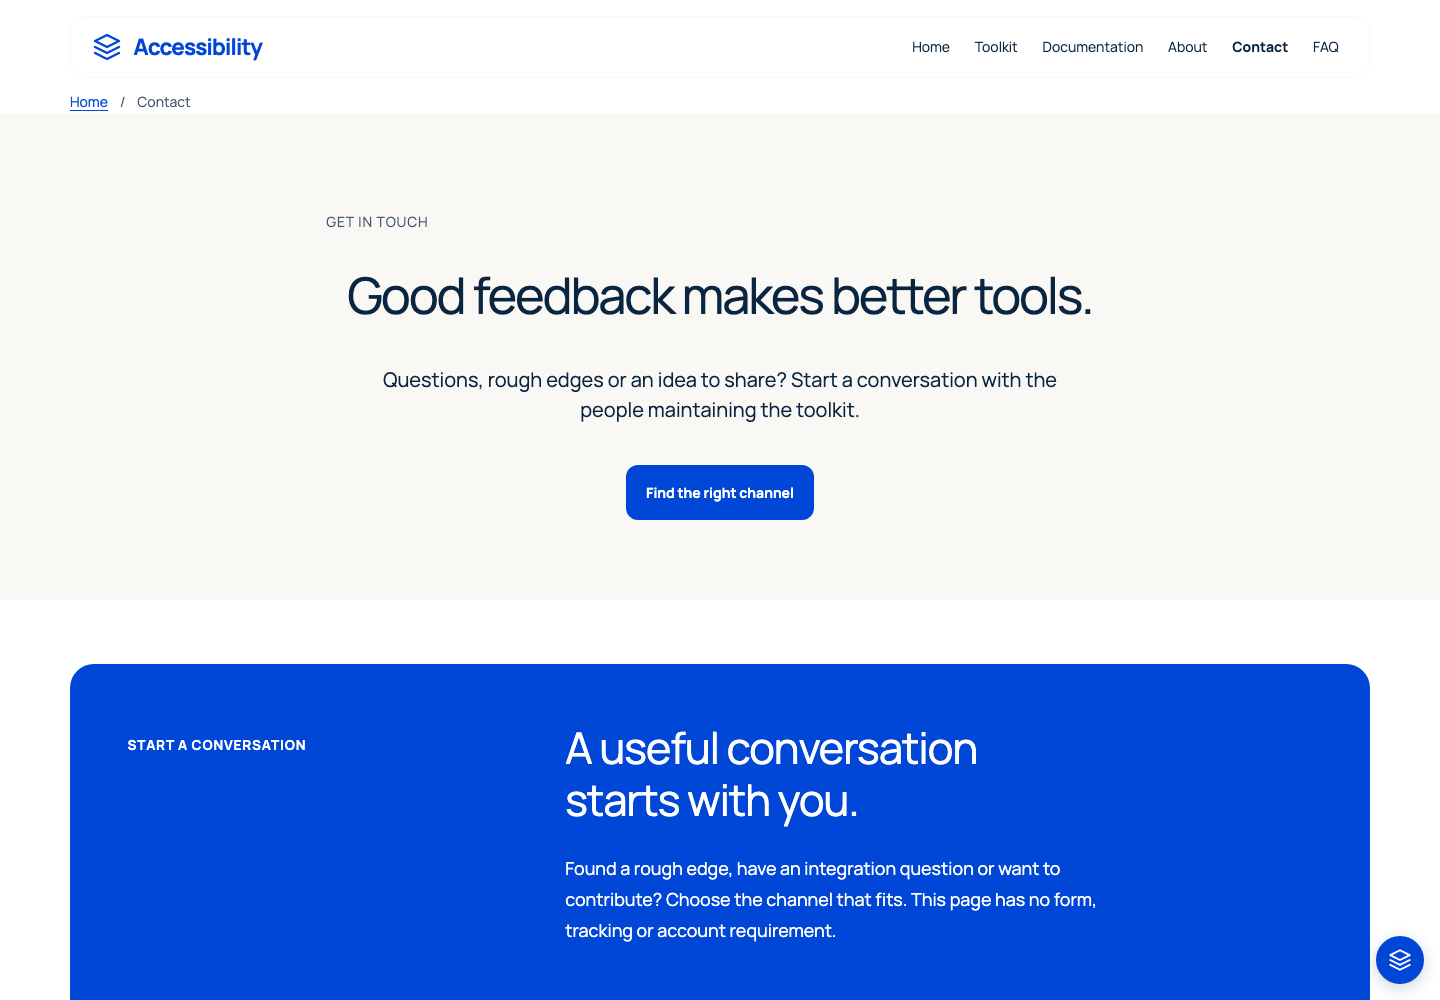 Accessibility
Home Toolkit Documentation About Contact FAQ
Home / Contact
GET IN TOUCH
Good feedback makes better tools.
Questions, rough edges or an idea to share? Start a conversation with the
people maintaining the toolkit.
Find the right channel
START A CONVERSATION
A useful conversation
starts with you.
Found a rough edge, have an integration question or want to
contribute? Choose the channel that fits. This page has no form,
tracking or account requirement.